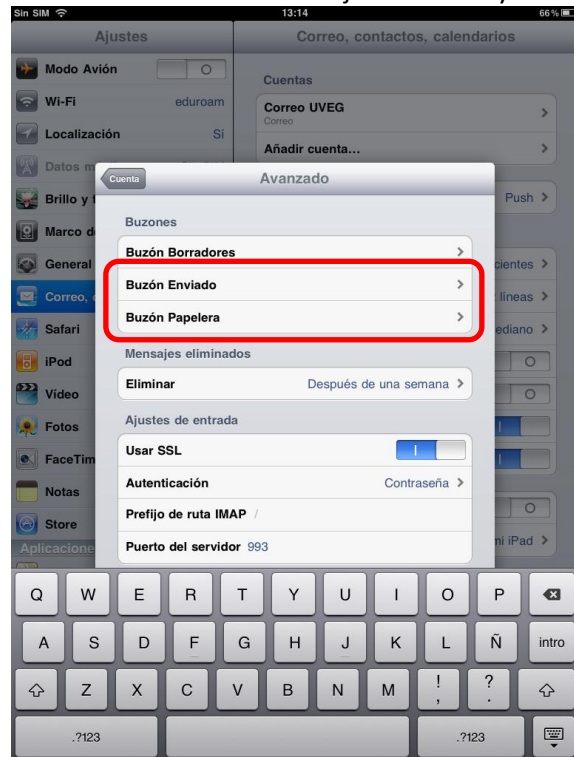 Sin SIM 13:14 66%
Ajustes
Correo, contactos, calendarios
Modo Avión
Wi-Fi eduroam
Localización Sí
Datos m
Brillo y f
Marco d
General
Correo, c
Safari
iPod
Vídeo
Fotos
FaceTim
Notas
Store
Aplicacione
Cuentas
Correo UVEG
Correo
Añadir cuenta...
Push
cientes
líneas
ediano
mi iPad
Cuenta
Avanzado
Buzones
Buzón Borradores
Buzón Enviado
Buzón Papelera
Mensajes eliminados
Eliminar Después de una semana
Ajustes de entrada
Usar SSL
Autenticación Contraseña
Prefijo de ruta IMAP /
Puerto del servidor 993
Q W E R T Y U I O P
A S D F G H J K L Ñ intro
Z X C V B N M ! , ? .
.?123 .?123